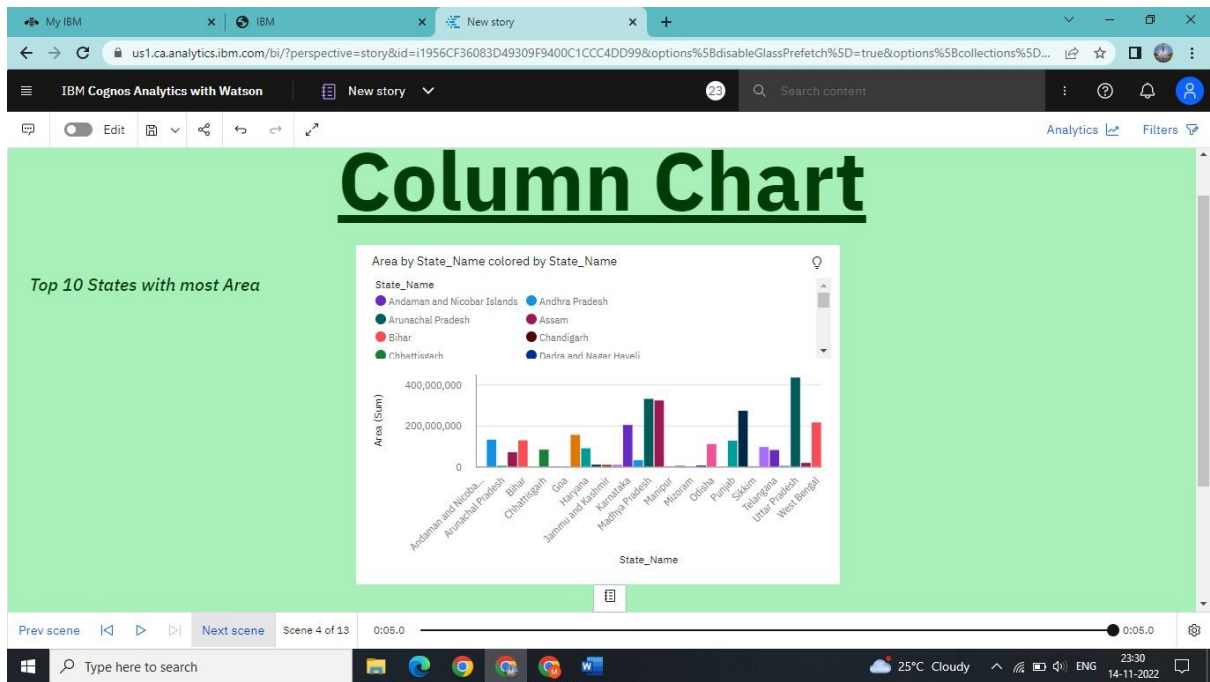 My IBM
IBM
New story
us1.ca.analytics.ibm.com/bi/?perspective=story&id=i1956CF36083D49309F9400C1CCC4DD99&options%5BdisableGlassPrefetch%5D=true&options%5Bcollections%5D...
IBM Cognos Analytics with Watson
New story
23
Search content
Edit
Analytics
Filters
Column Chart
Top 10 States with most Area
Area by State_Name colored by State_Name
State_Name
Andaman and Nicobar Islands Andhra Pradesh
Arunachal Pradesh Assam
Bihar Chandigarh
Chhattisgarh Dadra and Nagar Haveli
Area (Sum)
400,000,000
200,000,000
0
Andaman and Nicoba...
Arunachal Pradesh
Bihar
Chhattisgarh
Goa
Haryana
Jammu and Kashmir
Karnataka
Madhya Pradesh
Manipur
Mizoram
Odisha
Punjab
Sikkim
Telangana
Uttar Pradesh
West Bengal
State_Name
Prev scene Next scene Scene 4 of 13 0:05.0 0:05.0
Type here to search
25°C Cloudy ENG 23:30
14-11-2022